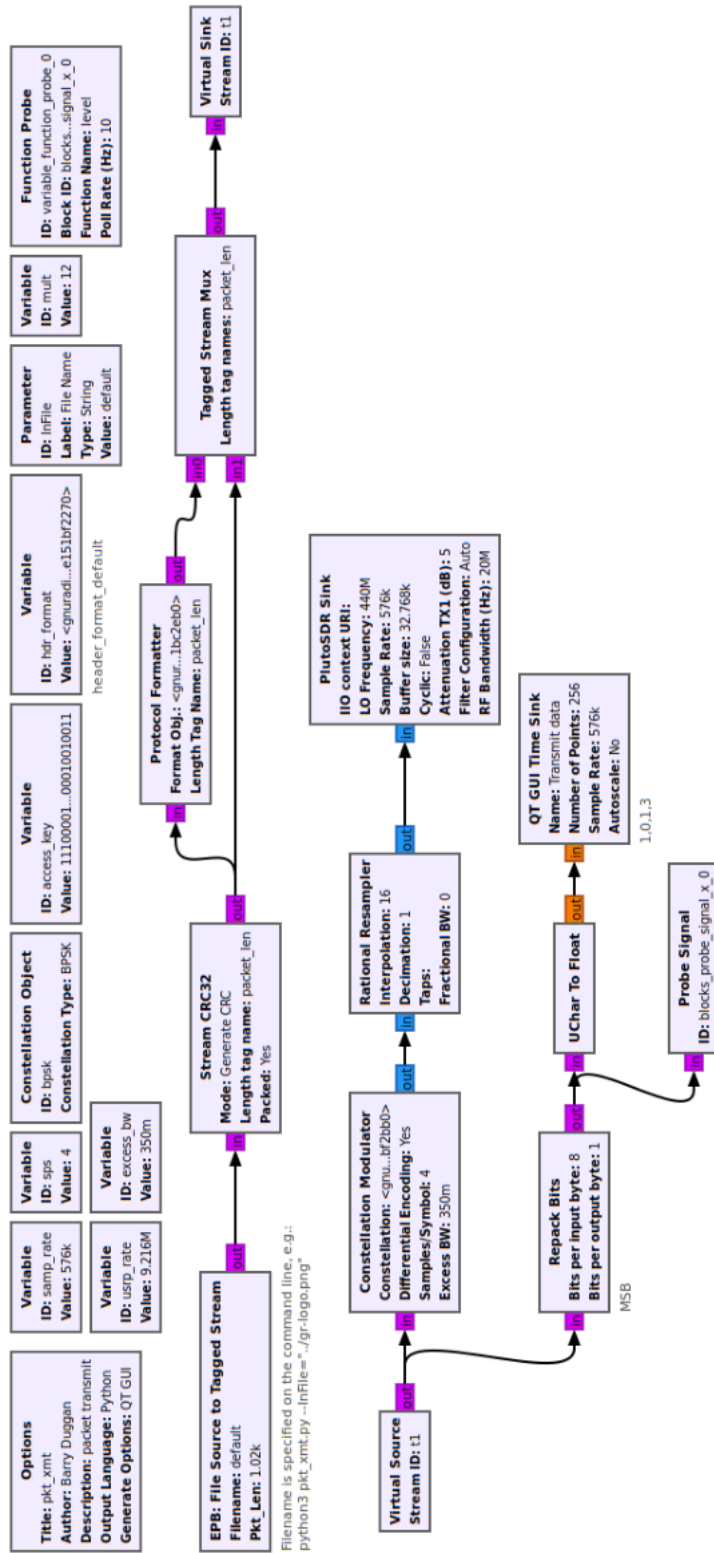 Options
Title: pkt_xmt
Author: Barry Duggan
Description: packet transmit
Output Language: Python
Generate Options: QT GUI
Variable
ID: samp_rate
Value: 576k
Variable
ID: sps
Value: 4
Constellation Object
ID: bpsk
Constellation Type: BPSK
Variable
ID: access_key
Value: 11100001...00010010011
Variable
ID: hdr_format
Value: <gnuradi...e151bf2270>
header_format_default
Parameter
ID: InFile
Label: File Name
Type: String
Value: default
Variable
ID: mult
Value: 12
Function Probe
ID: variable_function_probe_0
Block ID: blocks...signal_x_0
Function Name: level
Poll Rate (Hz): 10
Variable
ID: usrp_rate
Value: 9.216M
Variable
ID: excess_bw
Value: 350m
EPB: File Source to Tagged Stream
Filename: default
Pkt_Len: 1.02k
out
Filename is specified on the command line, e.g.:
python3 pkt_xmt.py --InFile="../gr-logo.png"
in
Stream CRC32
Mode: Generate CRC
Length tag name: packet_len
Packed: Yes
out
in
Protocol Formatter
Format Obj.: <gnur...1bc2eb0>
Length Tag Name: packet_len
out
in0
in1
Tagged Stream Mux
Length tag names: packet_len
out
in
Virtual Sink
Stream ID: t1
Virtual Source
Stream ID: t1
out
in
Constellation Modulator
Constellation: <gnu...bf2bb0>
Differential Encoding: Yes
Samples/Symbol: 4
Excess BW: 350m
out
in
Rational Resampler
Interpolation: 16
Decimation: 1
Taps:
Fractional BW: 0
out
in
PlutoSDR Sink
IIO context URI:
LO Frequency: 440M
Sample Rate: 576k
Buffer size: 32.768k
Cyclic: False
Attenuation TX1 (dB): 5
Filter Configuration: Auto
RF Bandwidth (Hz): 20M
in
Repack Bits
Bits per input byte: 8
Bits per output byte: 1
out
MSB
in
UChar To Float
out
in
QT GUI Time Sink
Name: Transmit data
Number of Points: 256
Sample Rate: 576k
Autoscale: No
1,0,1,3
in
Probe Signal
ID: blocks_probe_signal_x_0